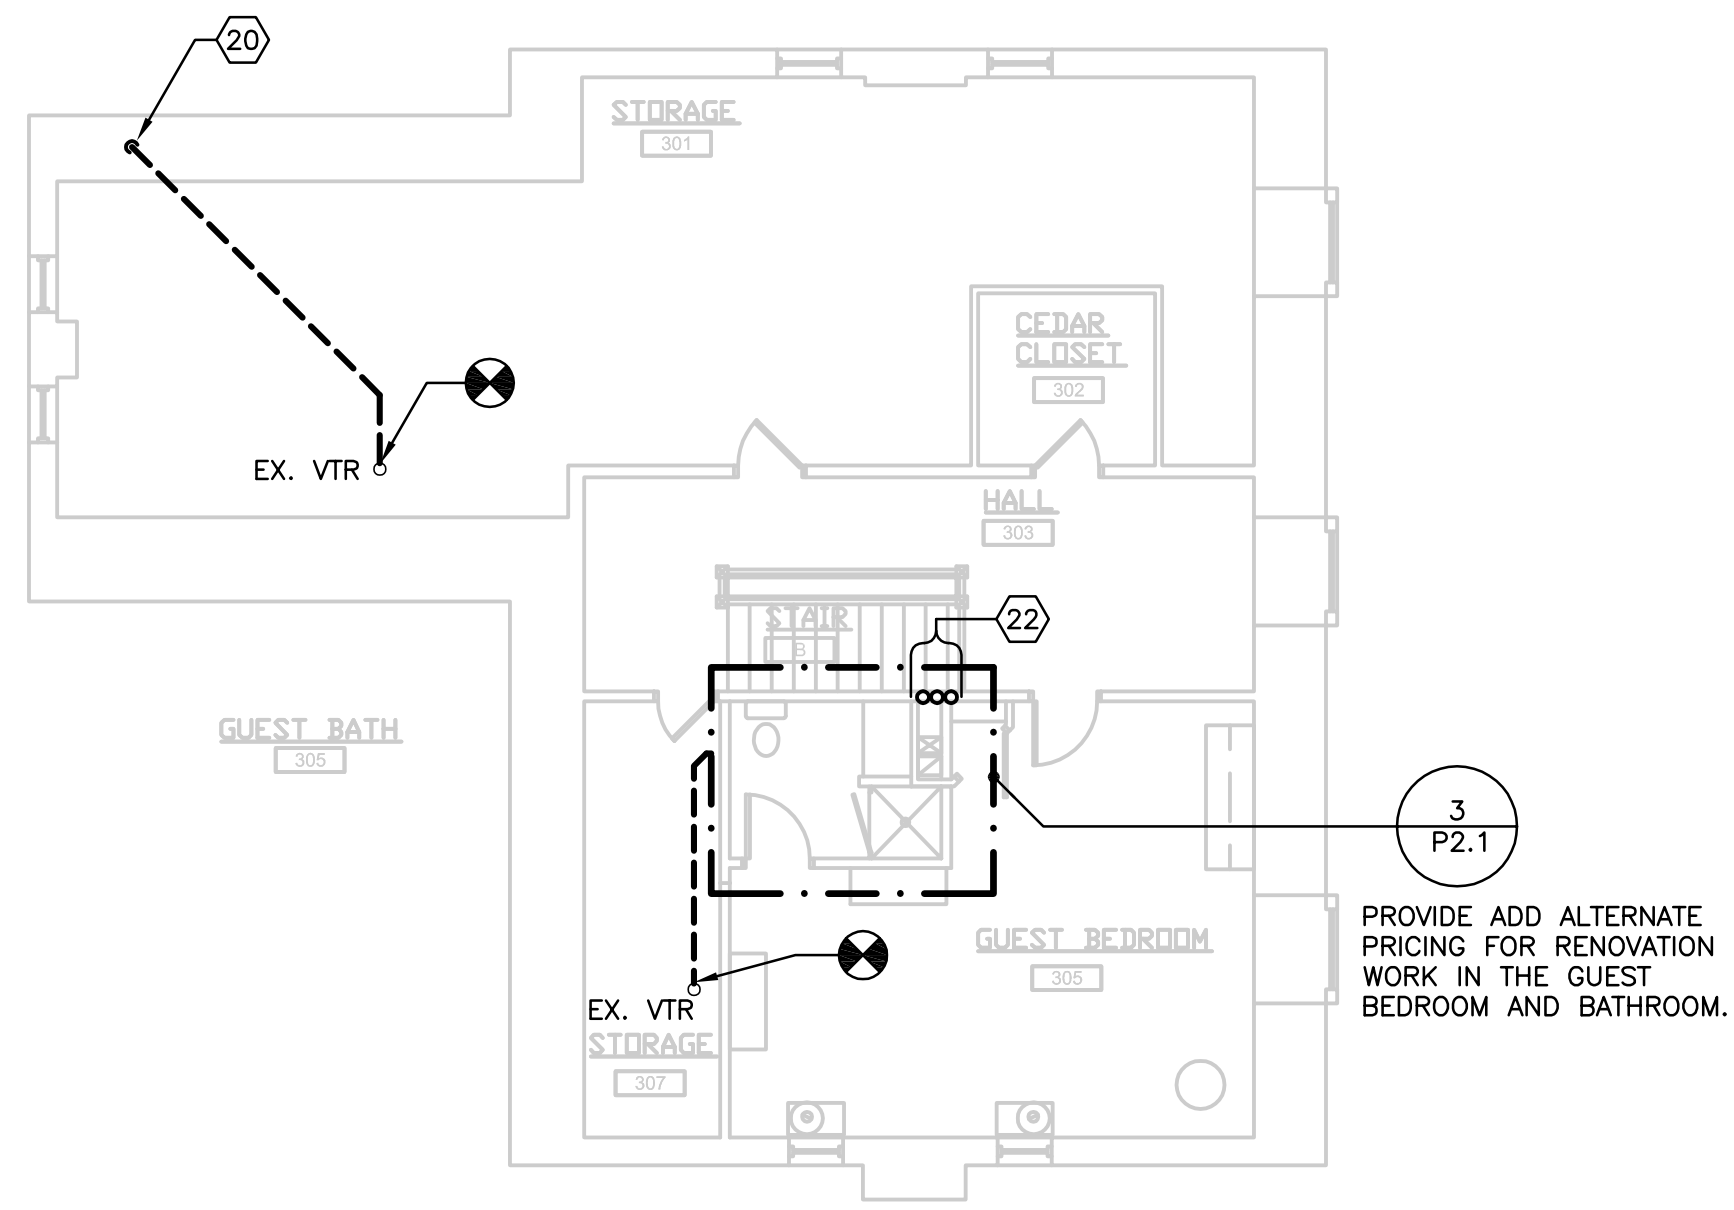 20
STORAGE
301
CEDAR
CLOSET
302
EX. VTR
HALL
303
STAIR
B
22
GUEST BATH
305
3
P2.1
PROVIDE ADD ALTERNATE
PRICING FOR RENOVATION
WORK IN THE GUEST
BEDROOM AND BATHROOM.
GUEST BEDROOM
305
EX. VTR
STORAGE
307